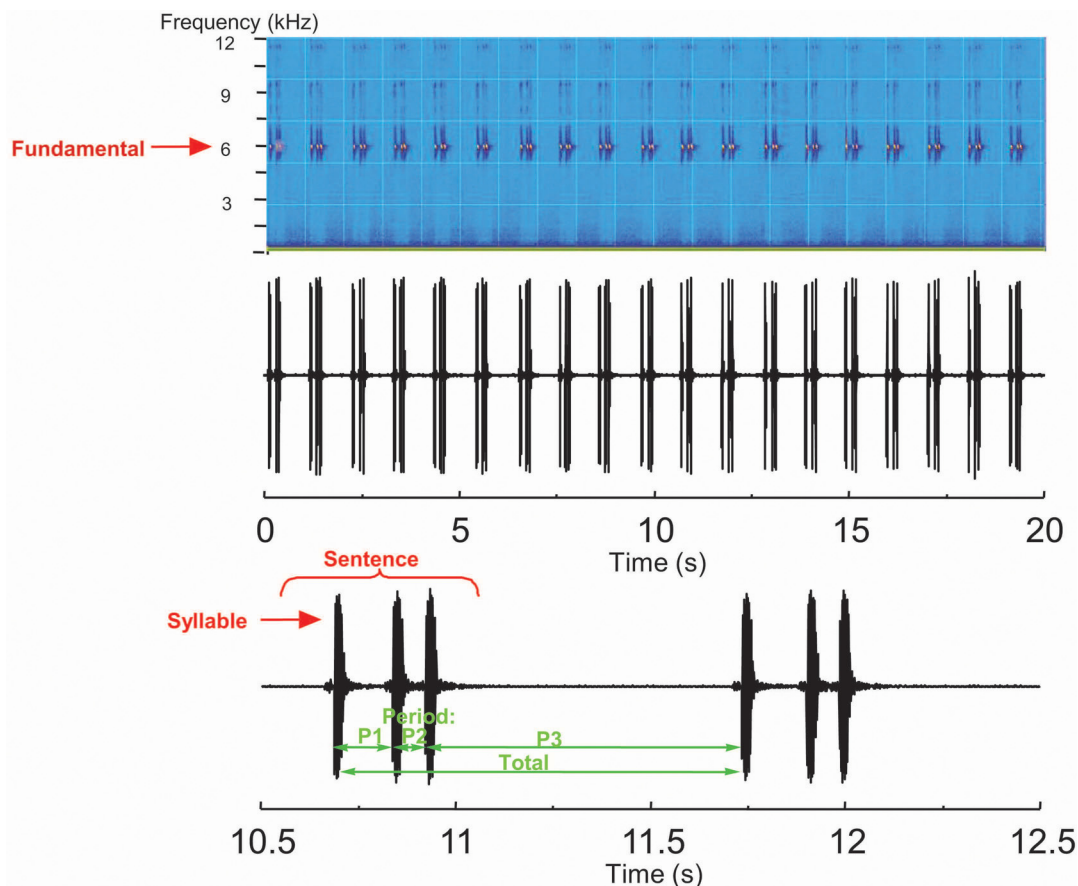 Frequency (kHz)
12
9
Fundamental
6
3
0
5
10
15
20
Time (s)
Sentence
Syllable
Period:
P1
P2
P3
Total
10.5
11
11.5
12
12.5
Time (s)